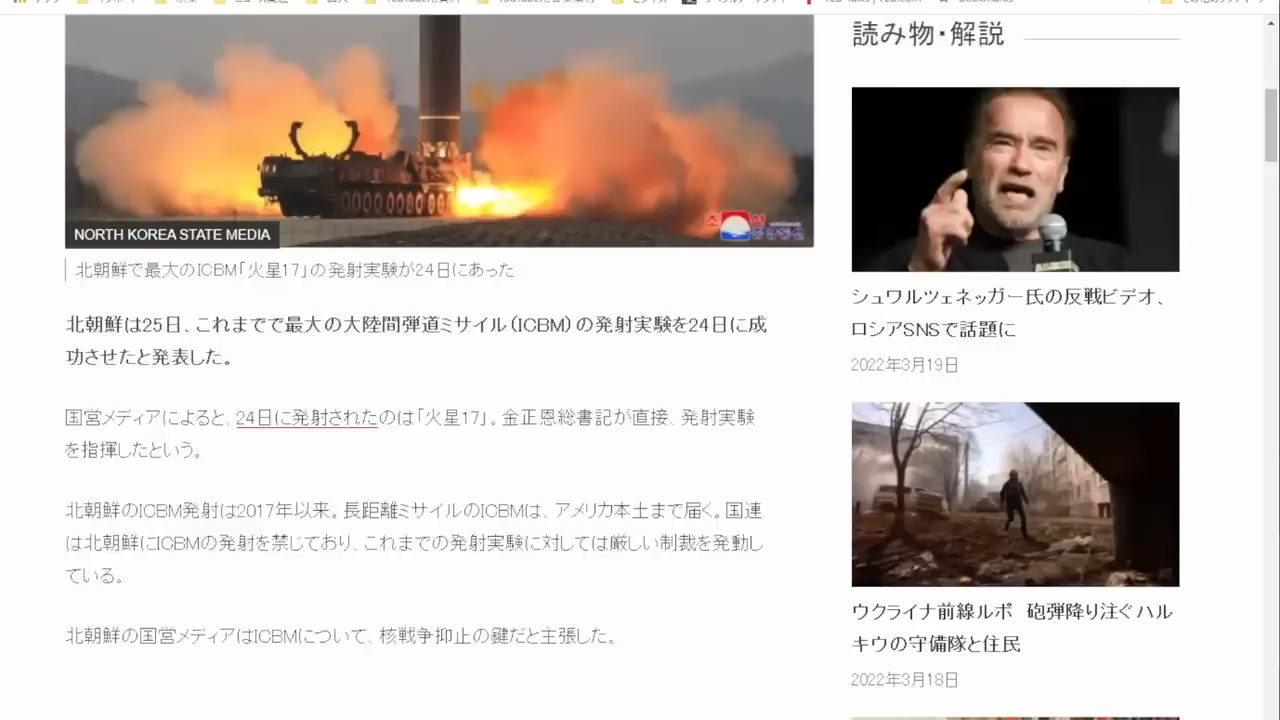 NORTH KOREA STATE MEDIA
北朝鮮で最大のICBM「火星17」の発射実験が24日にあった
北朝鮮は25日、これまでで最大の大陸間弾道ミサイル（ICBM）の発射実験を24日に成
功させたと発表した。
国営メディアによると、24日に発射されたのは「火星17」。金正恩総書記が直接、発射実験
を指揮したという。
北朝鮮のICBM発射は2017年以来。長距離ミサイルのICBMは、アメリカ本土まで届く。国連
は北朝鮮にICBMの発射を禁じており、これまでの発射実験に対しては厳しい制裁を発動し
ている。
北朝鮮の国営メディアはICBMについて、核戦争抑止の鍵だと主張した。
読み物・解説
シュワルツェネッガー氏の反戦ビデオ、
ロシアSNSで話題に
2022年3月19日
ウクライナ前線ルポ　砲弾降り注ぐハル
キウの守備隊と住民
2022年3月18日